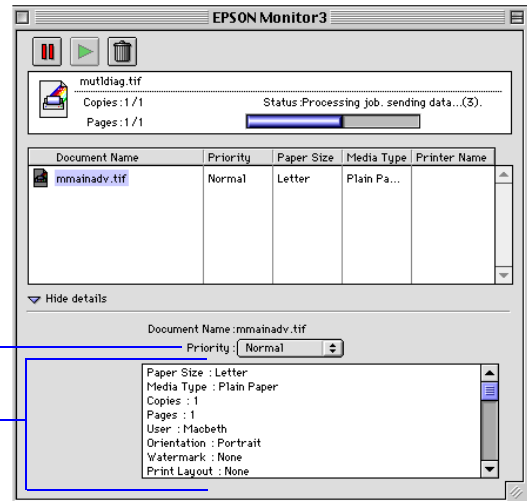 EPSON Monitor3
mutldiag.tif
Copies :1 /1
Status :Processing job. sending data...(3).
Pages :1 /1
Document Name Priority Paper Size Media Type Printer Name
mmainadv.tif Normal Letter Plain Pa...
Hide details
Document Name :mmainadv.tif
Priority : Normal
Paper Size : Letter
Media Type : Plain Paper
Copies : 1
Pages : 1
User : Macbeth
Orientation : Portrait
Watermark : None
Print Layout : None